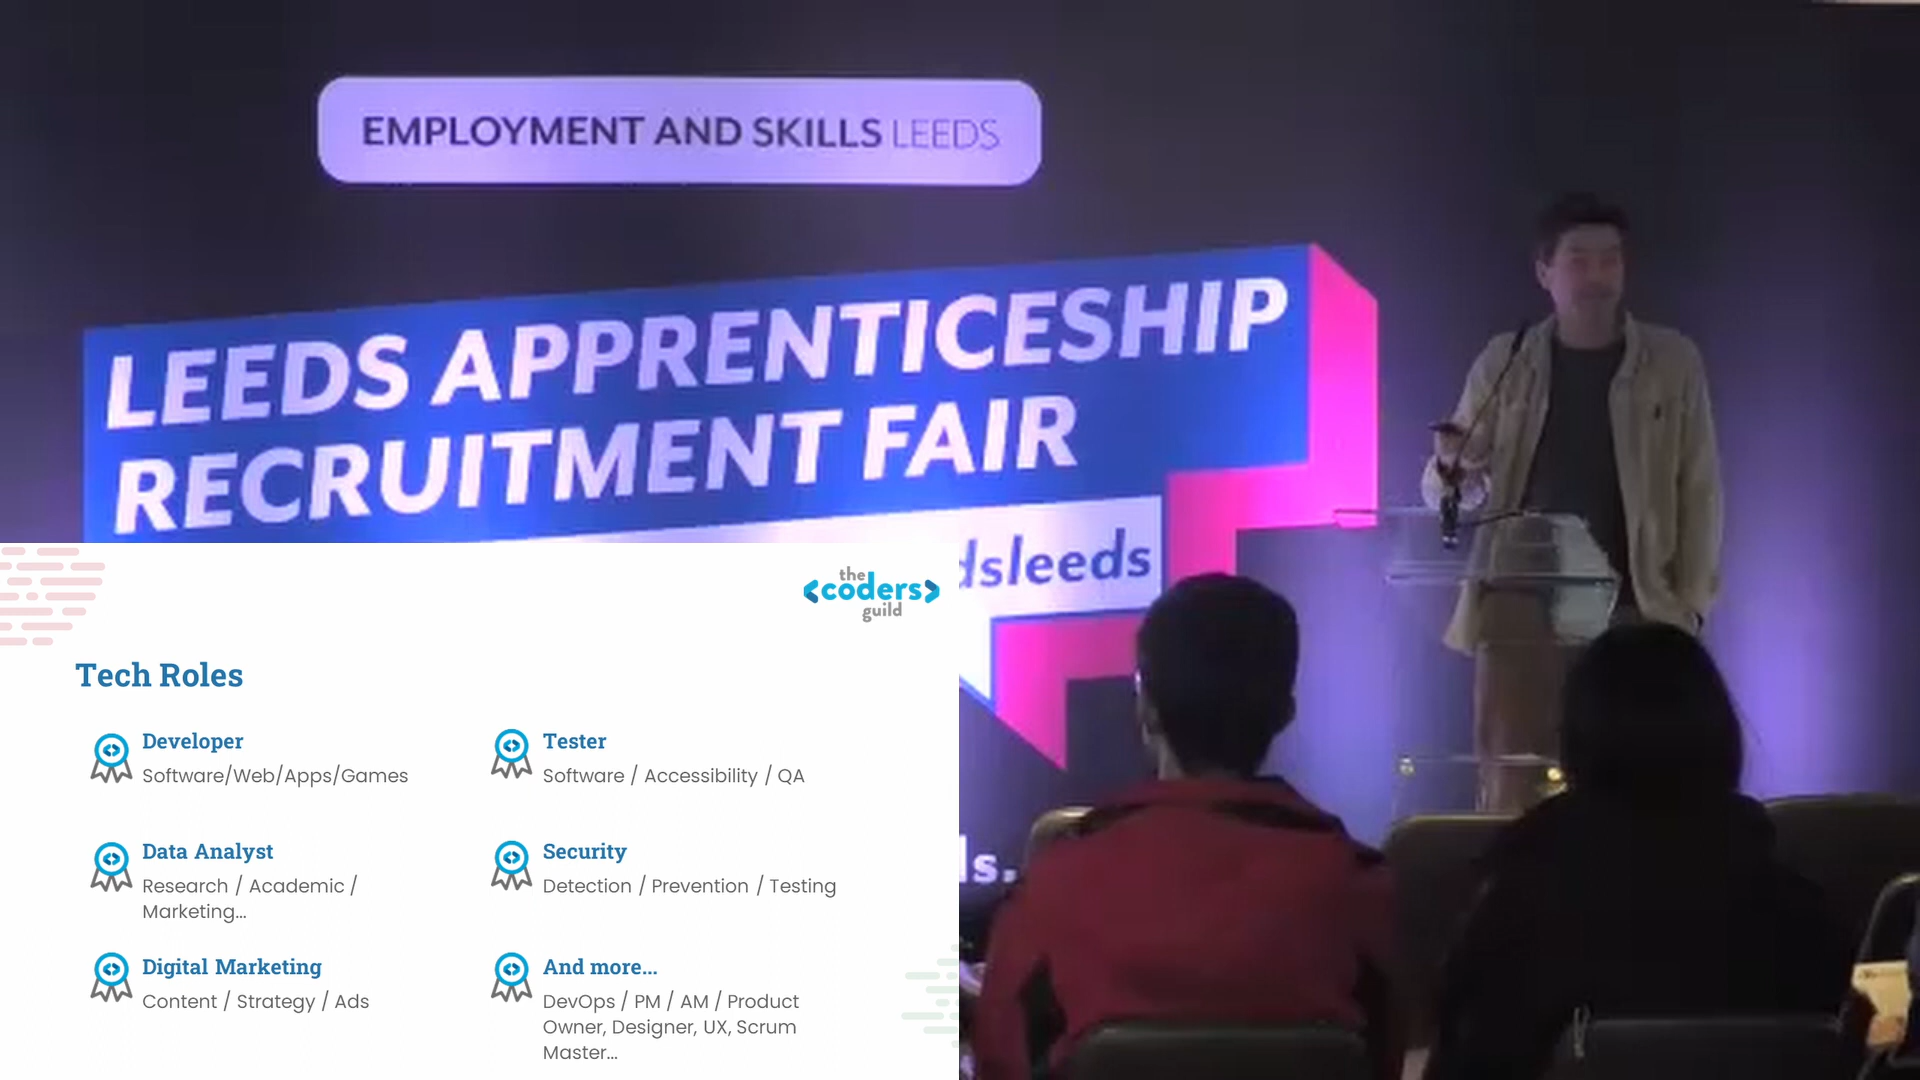 EMPLOYMENT AND SKILLS LEEDS
LEEDS APPRENTICESHIP
RECRUITMENT FAIR
dsleeds
the
<coders>
guild
Tech Roles
Developer
Software/Web/Apps/Games
Tester
Software / Accessibility / QA
Data Analyst
Research / Academic /
Marketing...
Security
Detection / Prevention / Testing
Digital Marketing
Content / Strategy / Ads
And more...
DevOps / PM / AM / Product
Owner, Designer, UX, Scrum
Master...